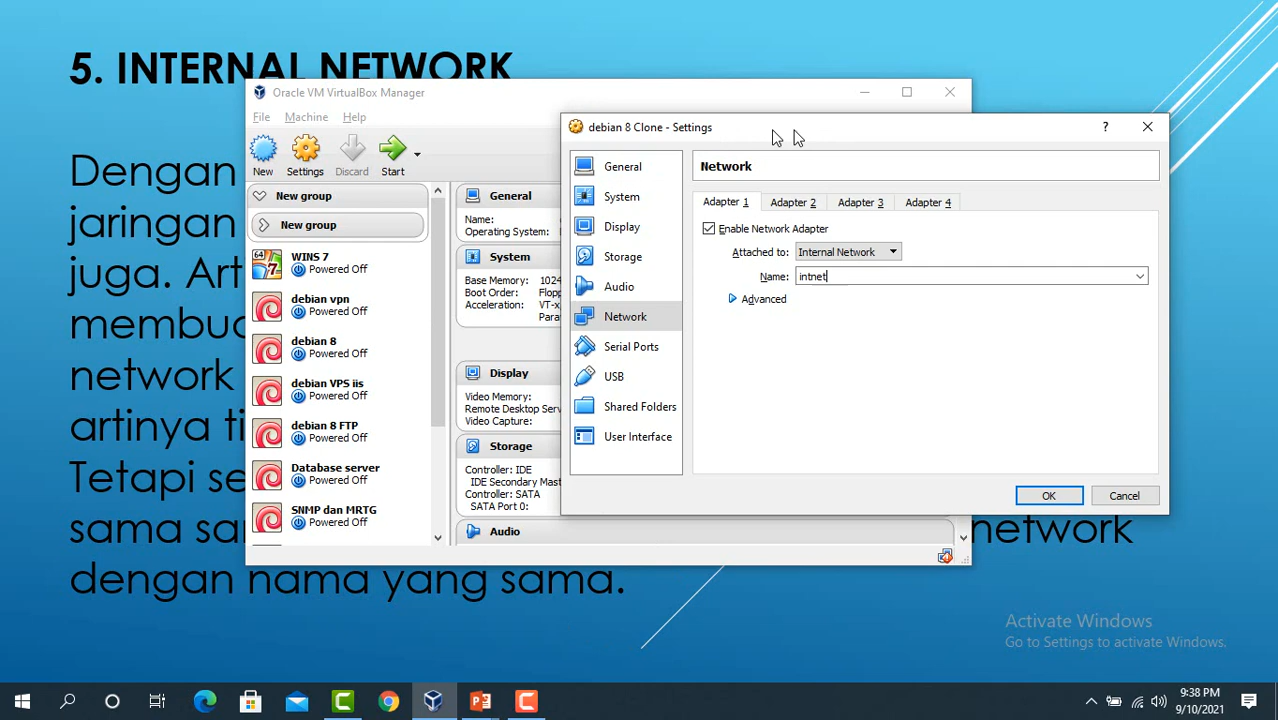 5. INTERNAL NETWORK
Dengan
jaringan
juga. Art
membua
network
artinya ti
Tetapi se
sama sa
network
dengan nama yang sama.
Oracle VM VirtualBox Manager
File Machine Help
New Settings Discard Start
New group
New group
WINS 7
Powered Off
64
debian vpn
Powered Off
debian 8
Powered Off
debian VPS iis
Powered Off
debian 8 FTP
Powered Off
Database server
Powered Off
SNMP dan MRTG
Powered Off
General
Name:
Operating System:
System
Base Memory: 1024
Boot Order: Flopp
Acceleration: VT-x
Para
Display
Video Memory:
Remote Desktop Serv
Video Capture:
Storage
Controller: IDE
IDE Secondary Mast
Controller: SATA
SATA Port 0:
Audio
debian 8 Clone - Settings
?
General
System
Display
Storage
Audio
Network
Serial Ports
USB
Shared Folders
User Interface
Network
Adapter 1 Adapter 2 Adapter 3 Adapter 4
Enable Network Adapter
Attached to: Internal Network
Name: intnet
Advanced
OK Cancel
Activate Windows
Go to Settings to activate Windows.
9:38 PM
9/10/2021